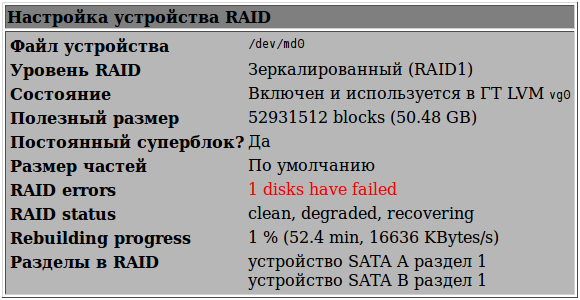 Настройка устройства RAID
Файл устройства /dev/md0
Уровень RAID Зеркалированный (RAID1)
Состояние Включен и используется в ГТ LVM vg0
Полезный размер 52931512 blocks (50.48 GB)
Постоянный суперблок? Да
Размер частей По умолчанию
RAID errors 1 disks have failed
RAID status clean, degraded, recovering
Rebuilding progress 1 % (52.4 min, 16636 KBytes/s)
Разделы в RAID устройство SATA A раздел 1
устройство SATA B раздел 1